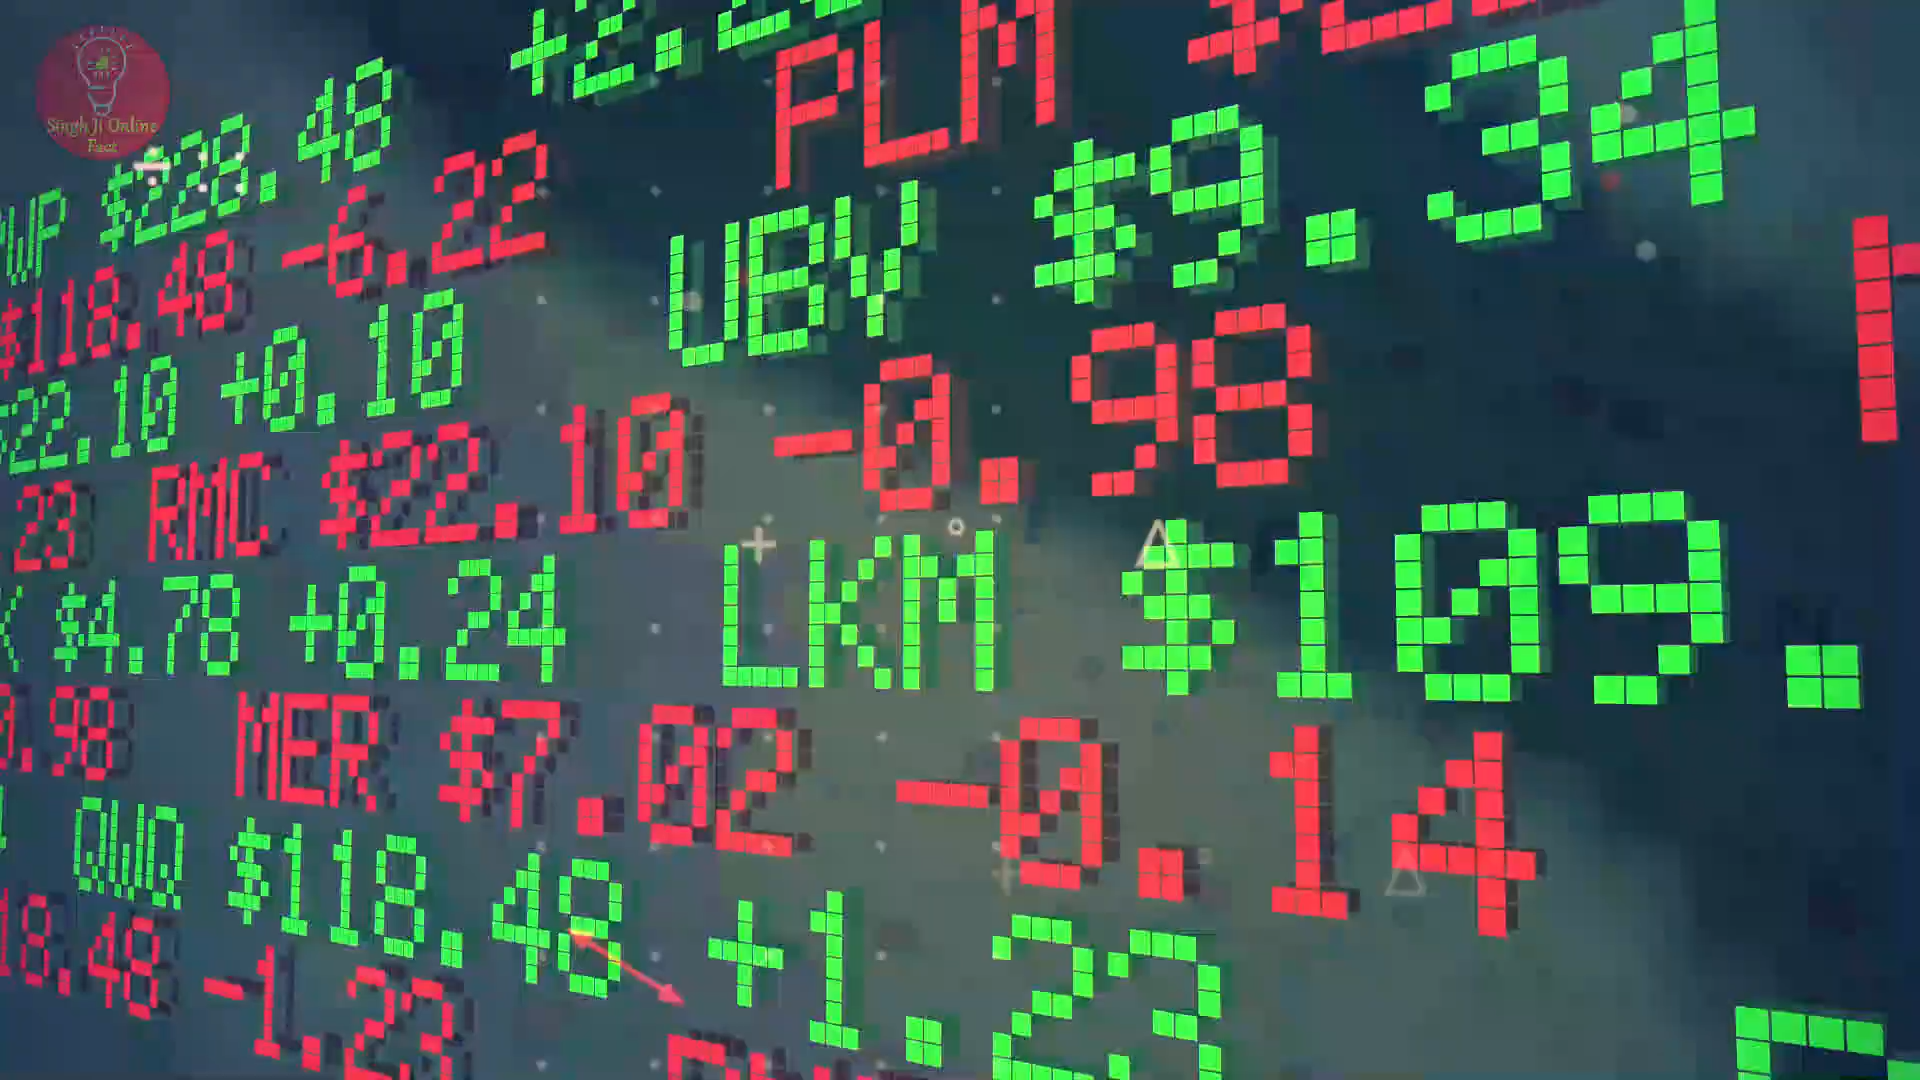 Singh Ji Online
Fact
WP $228.48 +2.2
$118.48 -6.22 PLM $
$22.10 +0.10 UBV $9.34
.23 RMC $22.10 -0.98
$4.78 +0.24 LKM $109.
.98 MER $7.02 -0.14
QWQ $118.48 +1.23
18.48 -1.23